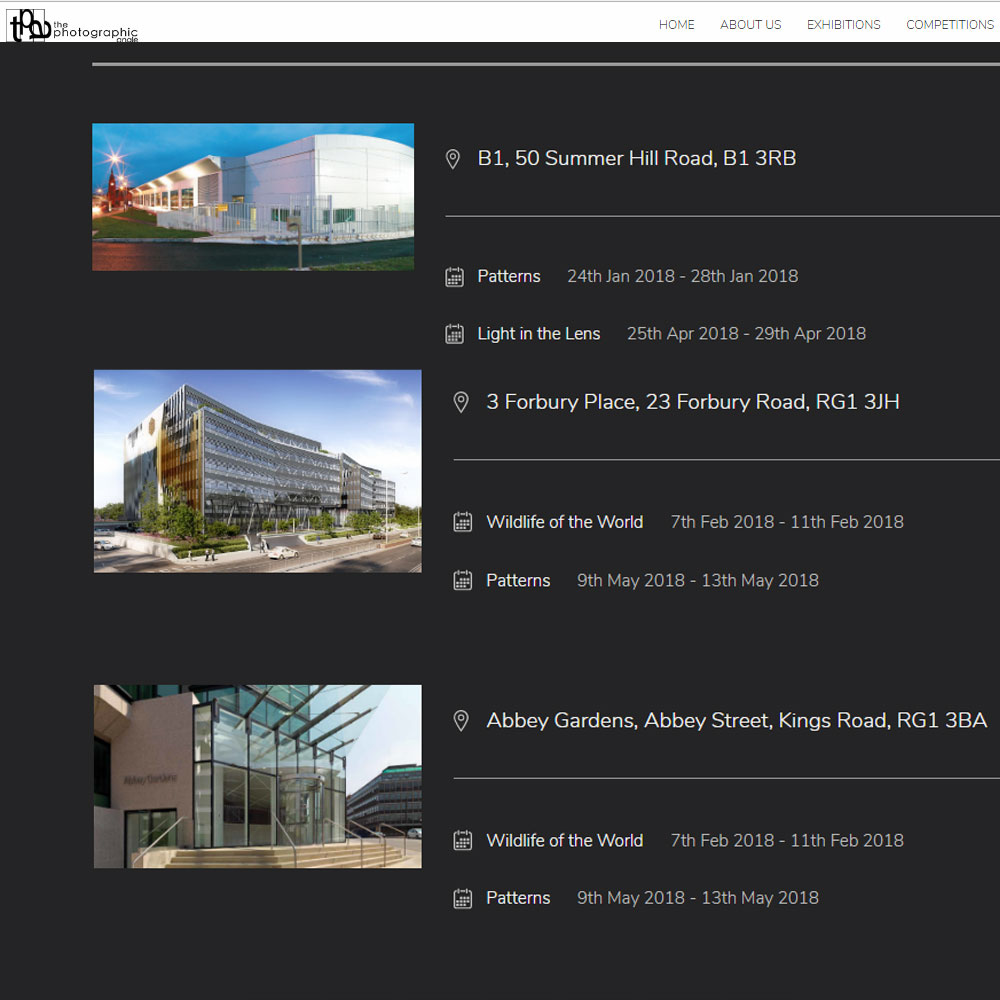 tpa the
photographic
angle
HOME ABOUT US EXHIBITIONS COMPETITIONS
B1, 50 Summer Hill Road, B1 3RB
Patterns 24th Jan 2018 - 28th Jan 2018
Light in the Lens 25th Apr 2018 - 29th Apr 2018
3 Forbury Place, 23 Forbury Road, RG1 3JH
Wildlife of the World 7th Feb 2018 - 11th Feb 2018
Patterns 9th May 2018 - 13th May 2018
Abbey Gardens
Abbey Gardens, Abbey Street, Kings Road, RG1 3BA
Wildlife of the World 7th Feb 2018 - 11th Feb 2018
Patterns 9th May 2018 - 13th May 2018